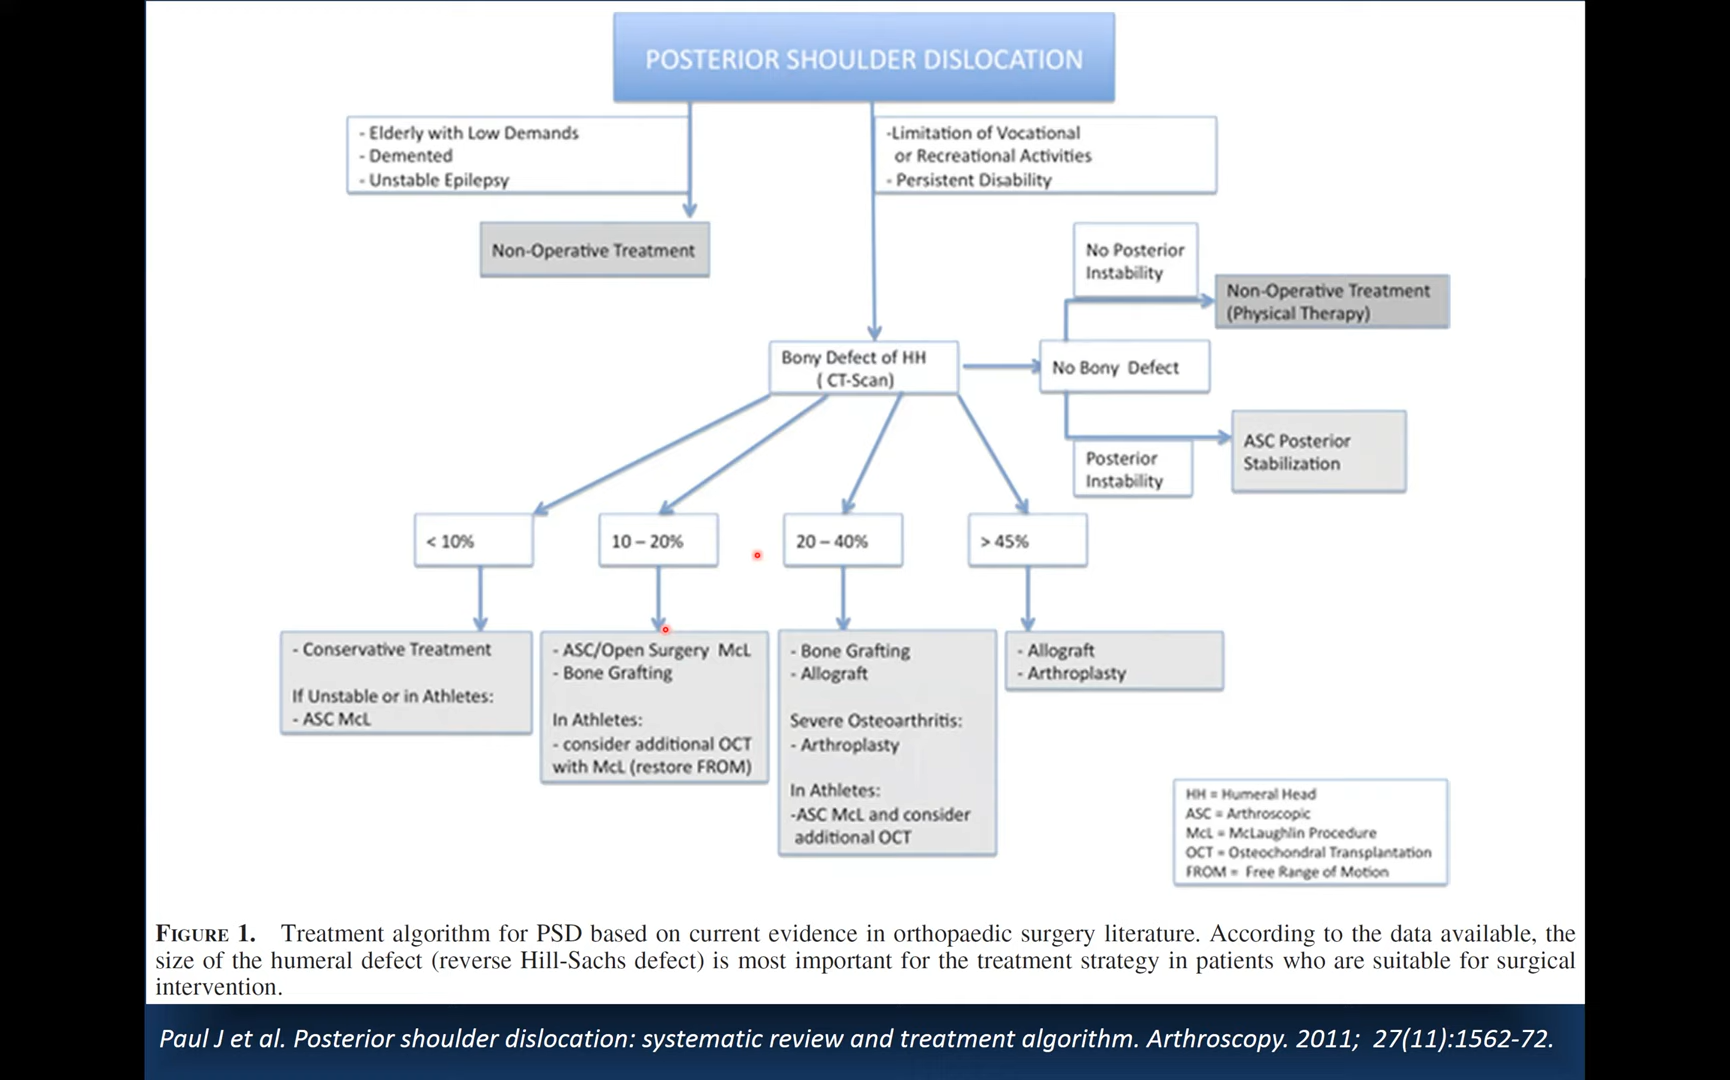 POSTERIOR SHOULDER DISLOCATION
- Elderly with Low Demands
- Demented
- Unstable Epilepsy
-Limitation of Vocational
or Recreational Activities
- Persistent Disability
Non-Operative Treatment
No Posterior
Instability
Non-Operative Treatment
(Physical Therapy)
Bony Defect of HH
( CT-Scan)
No Bony Defect
Posterior
Instability
ASC Posterior
Stabilization
< 10%
10 – 20%
20 – 40%
> 45%
- Conservative Treatment
If Unstable or in Athletes:
- ASC McL
- ASC/Open Surgery McL
- Bone Grafting
In Athletes:
- consider additional OCT
with McL (restore FROM)
- Bone Grafting
- Allograft
Severe Osteoarthritis:
- Arthroplasty
In Athletes:
-ASC McL and consider
additional OCT
- Allograft
- Arthroplasty
HH = Humeral Head
ASC = Arthroscopic
McL = McLaughlin Procedure
OCT = Osteochondral Transplantation
FROM = Free Range of Motion
FIGURE 1. Treatment algorithm for PSD based on current evidence in orthopaedic surgery literature. According to the data available, the
size of the humeral defect (reverse Hill-Sachs defect) is most important for the treatment strategy in patients who are suitable for surgical
intervention.
Paul J et al. Posterior shoulder dislocation: systematic review and treatment algorithm. Arthroscopy. 2011; 27(11):1562-72.